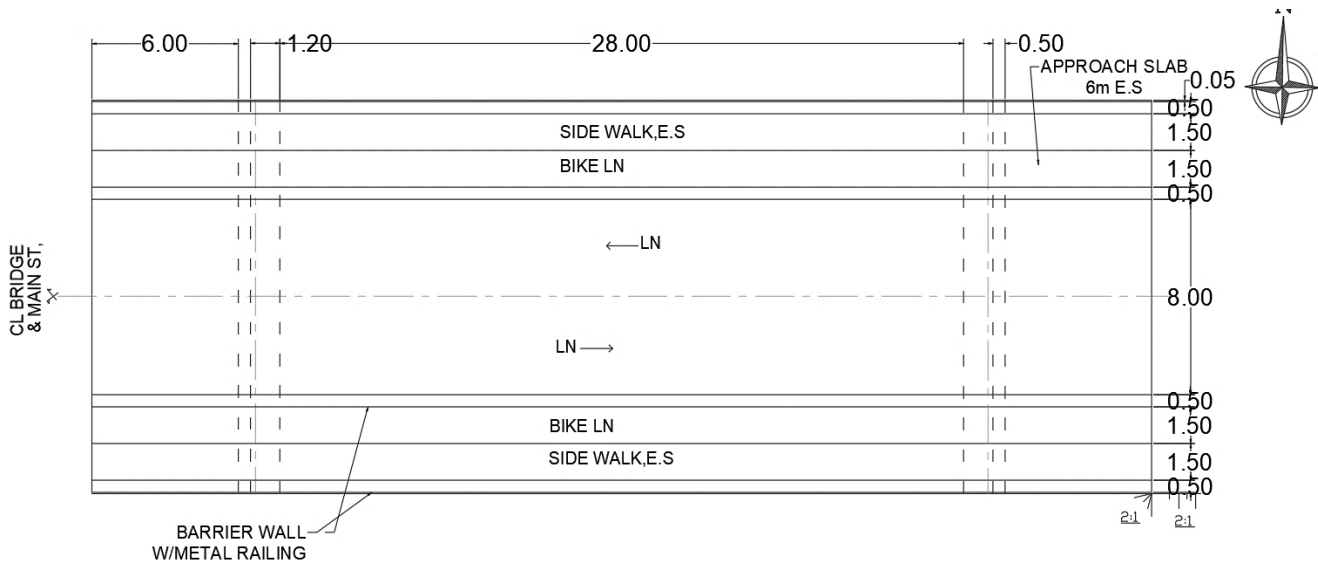 N
6.00
1.20
28.00
0.50
APPROACH SLAB
6m E.S
0.05
0.50
SIDE WALK,E.S
1.50
BIKE LN
1.50
0.50
LN
CL BRIDGE
& MAIN ST,
8.00
LN
0.50
BIKE LN
1.50
SIDE WALK,E.S
1.50
0.50
2:1
2:1
BARRIER WALL
W/METAL RAILING